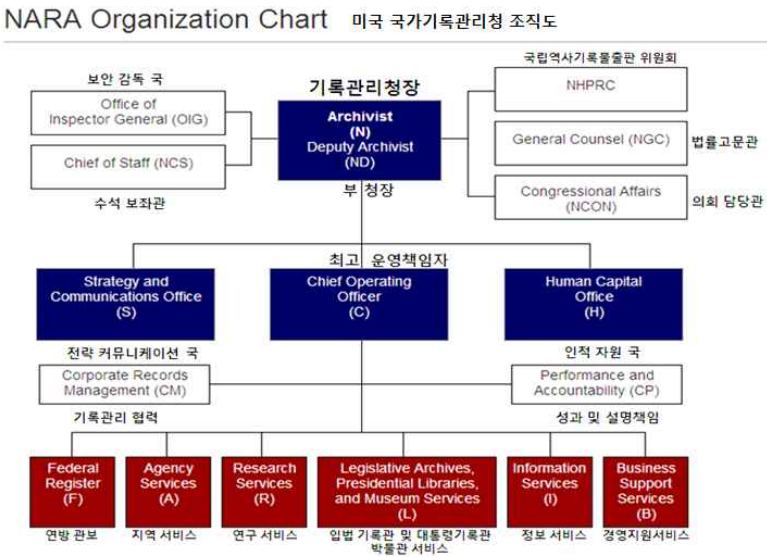 NARA Organization Chart 미국 국가기록관리청 조직도
보안 감독 국
Office of
Inspector General (OIG)
Chief of Staff (NCS)
수석 보좌관
기록관리청장
Archivist
(N)
Deputy Archivist
(ND)
부 청장
국립역사기록물출판 위원회
NHPRC
General Counsel (NGC)
법률고문관
Congressional Affairs
(NCON)
의회 담당관
최고 운영책임자
Strategy and
Communications Office
(S)
전략 커뮤니케이션 국
Chief Operating
Officer
(C)
Human Capital
Office
(H)
인적 자원 국
Corporate Records
Management (CM)
기록관리 협력
Performance and
Accountability (CP)
성과 및 설명책임
Federal
Register
(F)
연방 관보
Agency
Services
(A)
지역 서비스
Research
Services
(R)
연구 서비스
Legislative Archives,
Presidential Libraries,
and Museum Services
(L)
입법 기록관 및 대통령기록관
박물관 서비스
Information
Services
(I)
정보 서비스
Business
Support
Services
(B)
경영지원서비스